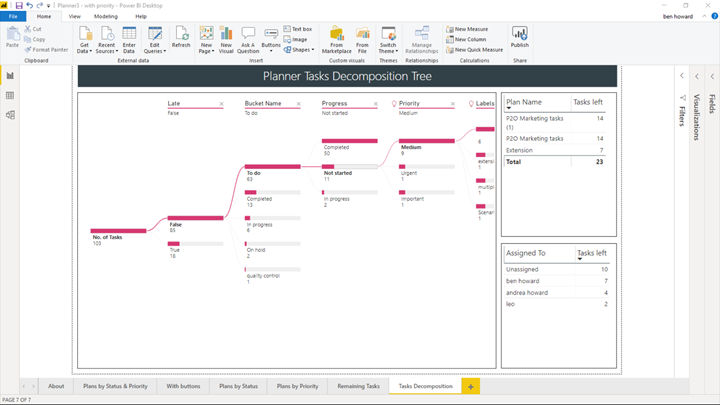 Planner1 - with priority - Power BI Desktop
ben howard
File Home View Modeling Help
Paste
Cut
Copy
Format Painter
Get Data
Recent Sources
Enter Data
Edit Queries
Refresh
New Page
New Visual
Ask A Question
Buttons
Text box
Image
Shapes
From Marketplace
From File
Switch Theme
Manage Relationships
New Measure
New Column
New Quick Measure
Publish
Clipboard
External data
Insert
Custom visuals
Themes
Relationships
Calculations
Share
Planner Tasks Decomposition Tree
Late
False
Bucket Name
To do
Progress
Not started
Priority
Medium
Labels
No. of Tasks
103
False
85
True
18
To do
63
Completed
13
In progress
6
On hold
2
quality control
1
Completed
50
Not started
11
In progress
2
Medium
9
Urgent
1
Important
1
6
extensi
1
multipl
1
Scenar
1
Plan Name Tasks left
P2O Marketing tasks (1) 14
P2O Marketing tasks 14
Extension 7
Total 23
Assigned To Tasks left
Unassigned 10
ben howard 7
andrea howard 4
leo 2
Filters
Visualizations
Fields
About
Plans by Status & Priority
With buttons
Plans by Status
Plans by Priority
Remaining Tasks
Tasks Decomposition
+
PAGE 7 OF 7